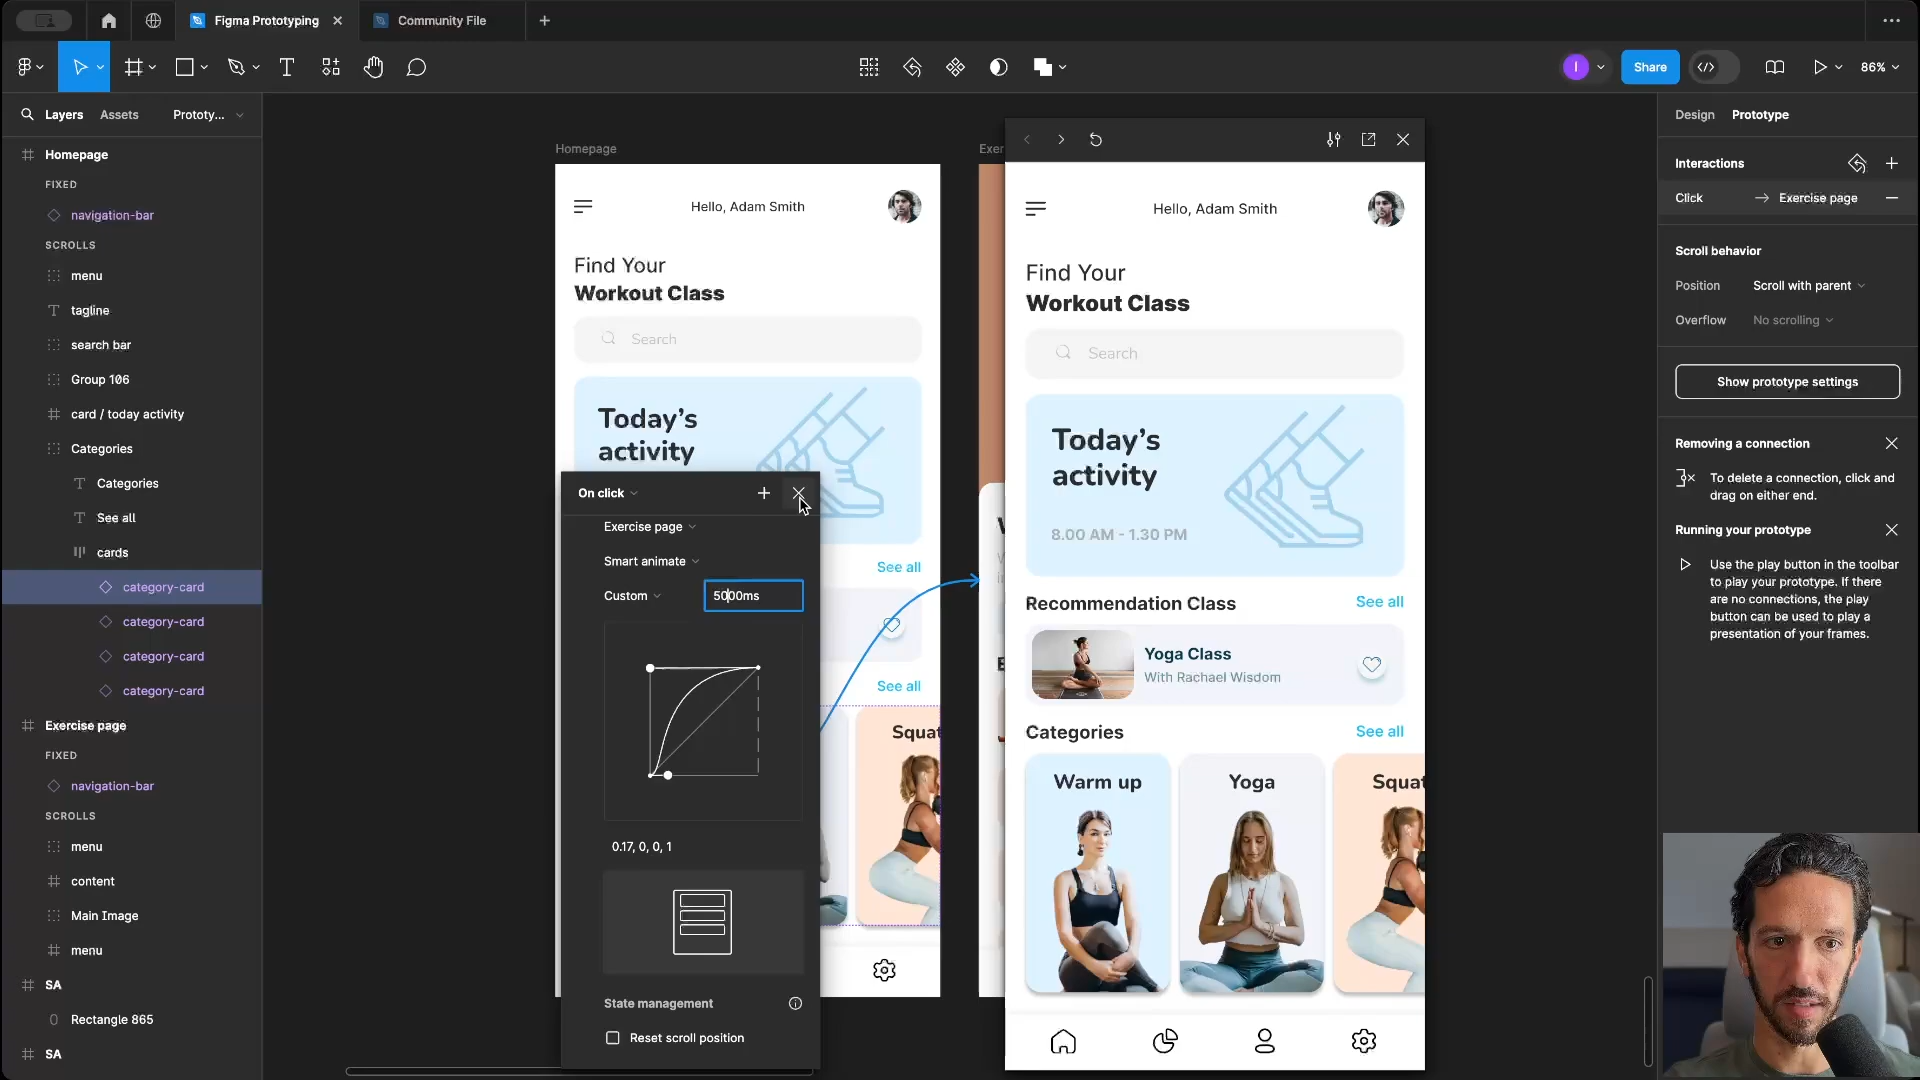 Figma Prototyping
Community File
I
Share
86%
Layers
Assets
Prototy...
Homepage
FIXED
navigation-bar
SCROLLS
menu
tagline
search bar
Group 106
card / today activity
Categories
Categories
See all
cards
category-card
category-card
category-card
category-card
Exercise page
FIXED
navigation-bar
SCROLLS
menu
content
Main Image
menu
SA
Rectangle 865
SA
Homepage
Hello, Adam Smith
Find Your
Workout Class
Search
Today's
activity
See all
See all
Squat
On click
Exercise page
Smart animate
Custom
5000ms
0.17, 0, 0, 1
State management
Reset scroll position
Exer
Hello, Adam Smith
Find Your
Workout Class
Search
Today's
activity
8.00 AM - 1.30 PM
Recommendation Class
See all
Yoga Class
With Rachael Wisdom
Categories
See all
Warm up
Yoga
Squat
Design
Prototype
Interactions
Click
Exercise page
Scroll behavior
Position
Scroll with parent
Overflow
No scrolling
Show prototype settings
Removing a connection
To delete a connection, click and
drag on either end.
Running your prototype
Use the play button in the toolbar
to play your prototype. If there
are no connections, the play
button can be used to play a
presentation of your frames.